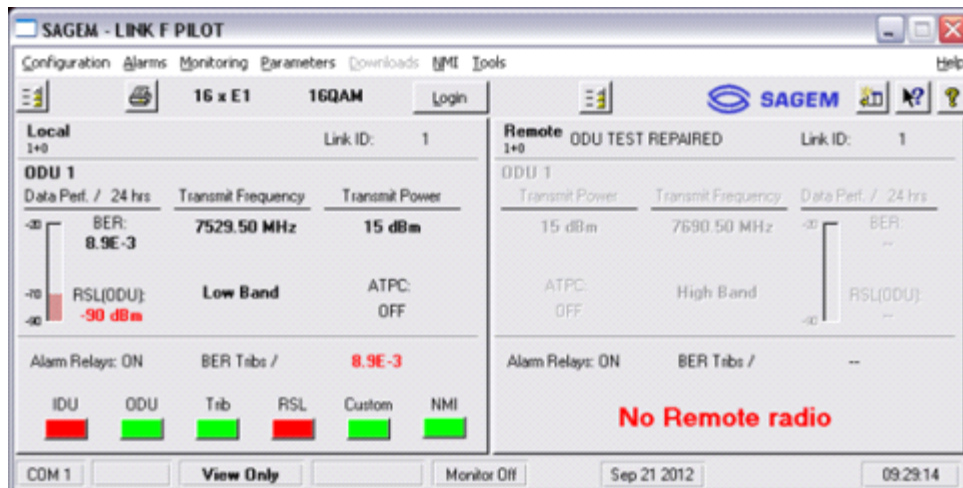 SAGEM - LINK F PILOT
Configuration Alarms Monitoring Parameters Downloads NMI Tools Help
16 x E1 16QAM Login SAGEM
Local
1+0
Link ID: 1
ODU 1
Data Perf. / 24 hrs Transmit Frequency Transmit Power
BER:
8.9E-3
7529.50 MHz 15 dBm
-70
-90
RSL(ODU):
-90 dBm
Low Band
ATPC:
OFF
Alarm Relays: ON BER Tribs / 8.9E-3
IDU ODU Trib RSL Custom NMI
Remote ODU TEST REPAIRED Link ID: 1
1+0
ODU 1
Transmit Power Transmit Frequency Data Perf. / 24 hrs
15 dBm 7690.50 MHz
BER:
--
ATPC:
OFF
High Band
RSL(ODU):
--
Alarm Relays: ON BER Tribs / --
No Remote radio
COM 1 View Only Monitor Off Sep 21 2012 09:29:14